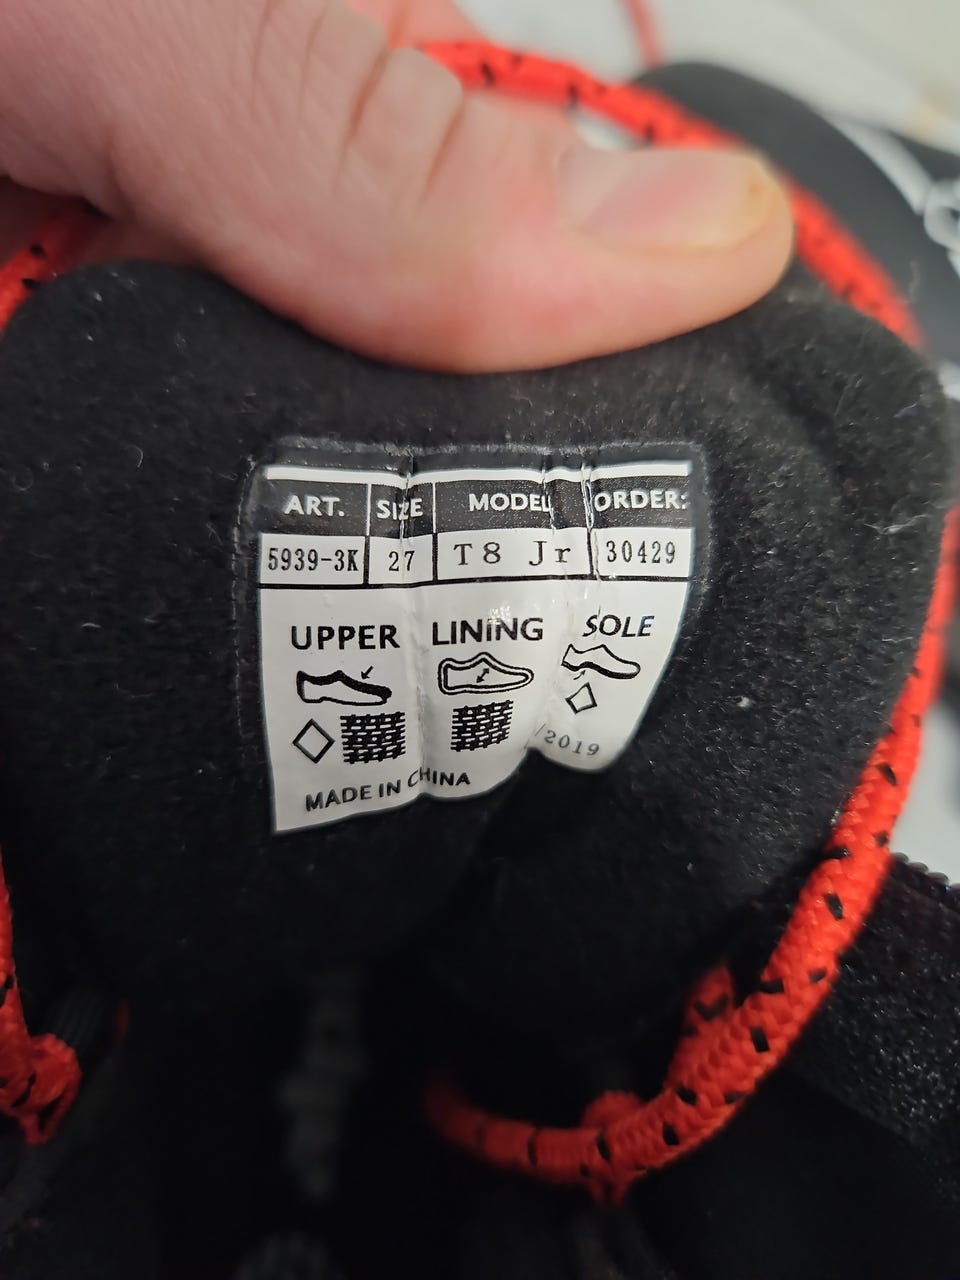 ART. SIZE MODEL ORDER:
5939-3K 27 T8 Jr 30429
UPPER LINING SOLE
/2019
MADE IN CHINA